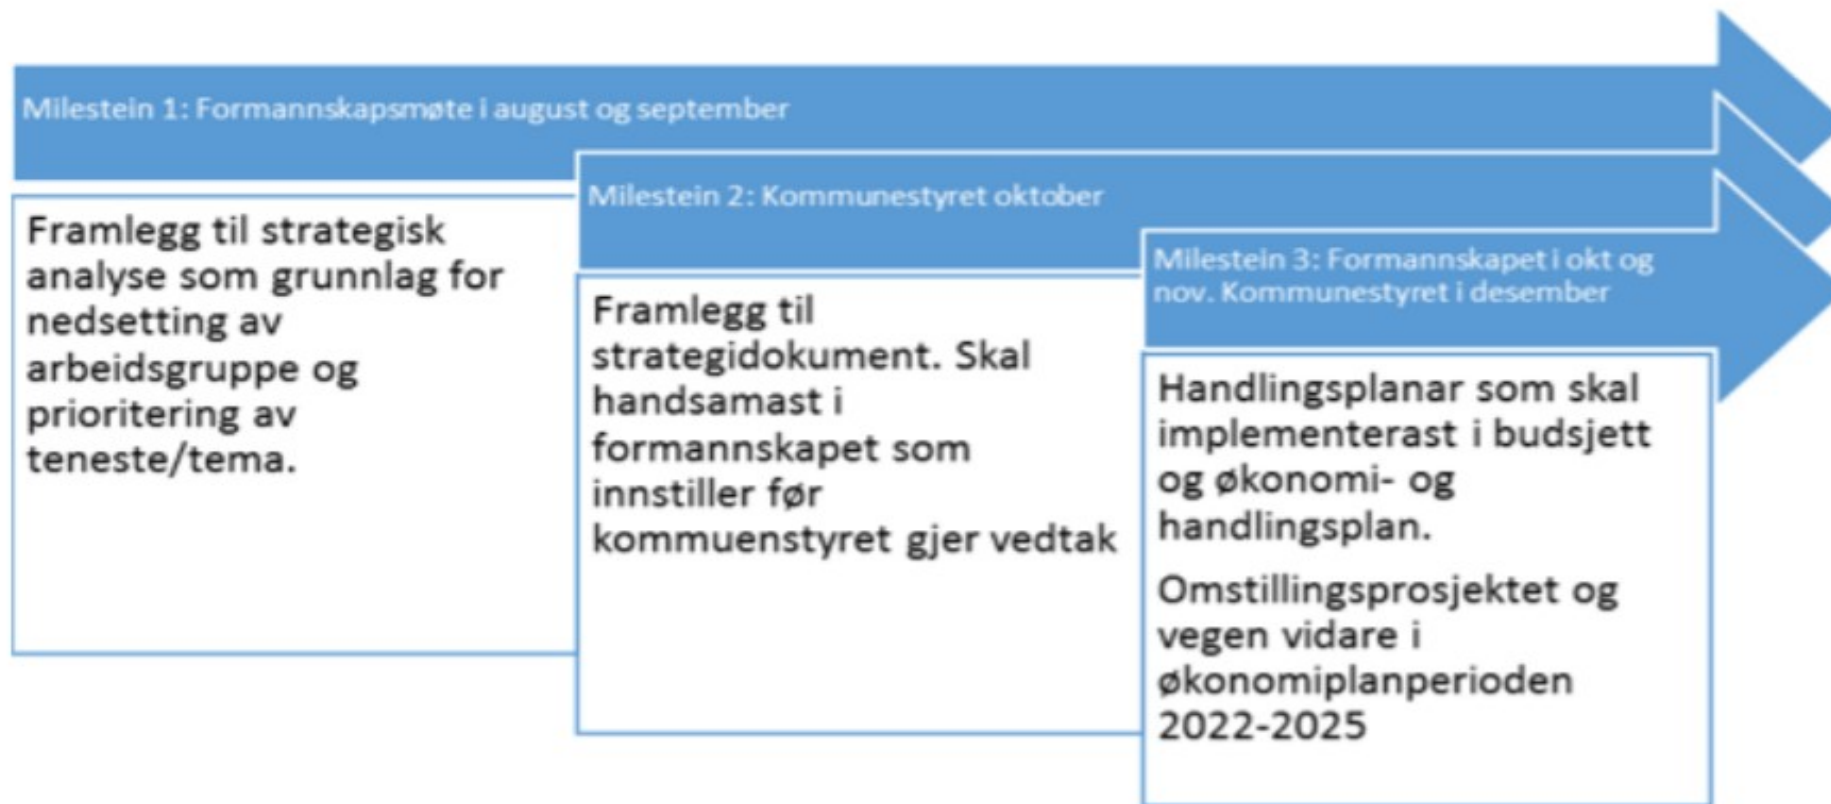 Milestein 1: Formannskapsmøte i august og september
Framlegg til strategisk
analyse som grunnlag for
nedsetting av
arbeidsgruppe og
prioritering av
teneste/tema.
Milestein 2: Kommunestyret oktober
Framlegg til
strategidokument. Skal
handsamast i
formannskapet som
innstiller før
kommuenstyret gjer vedtak
Milestein 3: Formannskapet i okt og
nov. Kommunestyret i desember
Handlingsplanar som skal
implementerast i budsjett
og økonomi- og
handlingsplan.
Omstillingsprosjektet og
vegen vidare i
økonomiplanperioden
2022-2025